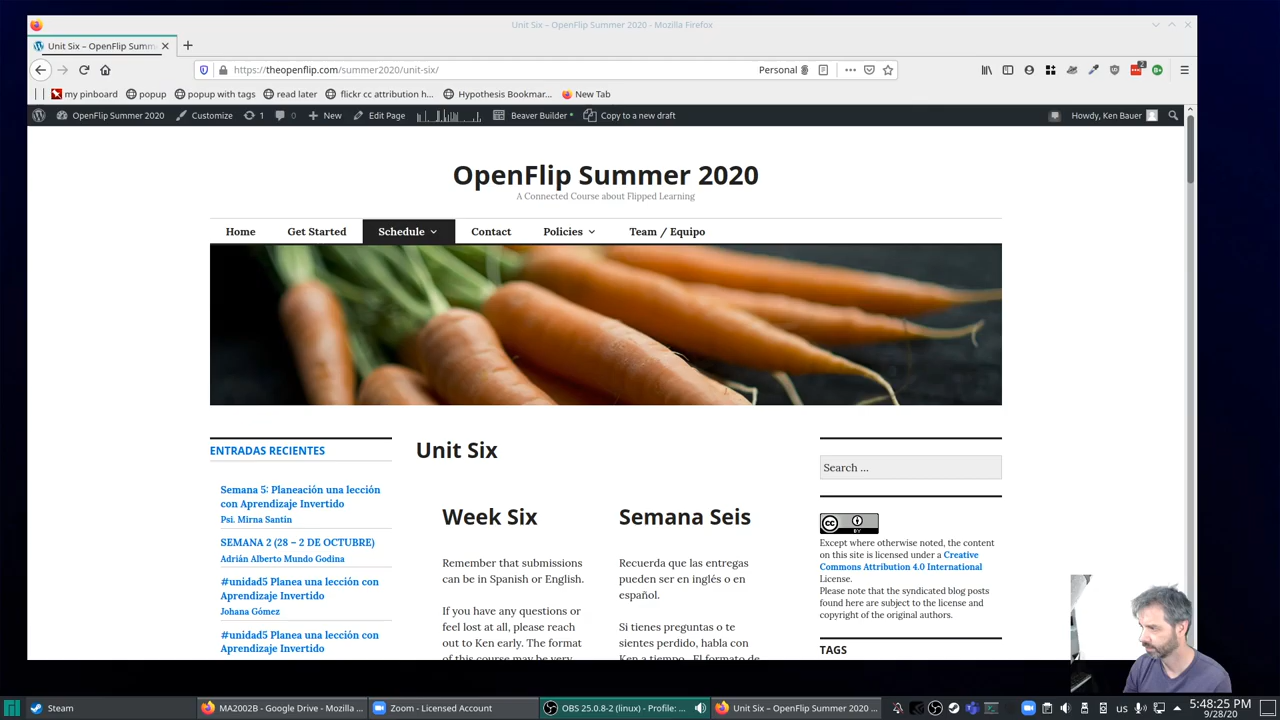 Unit Six – OpenFlip Summer 2020 - Mozilla Firefox
Unit Six – OpenFlip Summ
https://theopenflip.com/summer2020/unit-six/
Personal
my pinboard
popup
popup with tags
read later
flickr cc attribution h...
Hypothesis Bookmar...
New Tab
OpenFlip Summer 2020
Customize
1
0
New
Edit Page
Beaver Builder
Copy to a new draft
Howdy, Ken Bauer
OpenFlip Summer 2020
A Connected Course about Flipped Learning
Home
Get Started
Schedule
Contact
Policies
Team / Equipo
ENTRADAS RECIENTES
Semana 5: Planeación una lección
con Aprendizaje Invertido
Psi. Mirna Santin
SEMANA 2 (28 – 2 DE OCTUBRE)
Adrián Alberto Mundo Godina
#unidad5 Planea una lección con
Aprendizaje Invertido
Johana Gómez
#unidad5 Planea una lección con
Aprendizaje Invertido
Unit Six
Week Six
Remember that submissions
can be in Spanish or English.
If you have any questions or
feel lost at all, please reach
out to Ken early. The format
of this course may be very
Semana Seis
Recuerda que las entregas
pueden ser en inglés o en
español.
Si tienes preguntas o te
sientes perdido, habla con
Ken a tiempo. El formato de
Search ...
CC
BY
Except where otherwise noted, the content
on this site is licensed under a Creative
Commons Attribution 4.0 International
License.
Please note that the syndicated blog posts
found here are subject to the license and
copyright of the original authors.
TAGS
Steam
MA2002B - Google Drive - Mozilla ...
Zoom - Licensed Account
OBS 25.0.8-2 (linux) - Profile: ...
Unit Six – OpenFlip Summer 2020 ...
us
5:48:25 PM
9/28/20